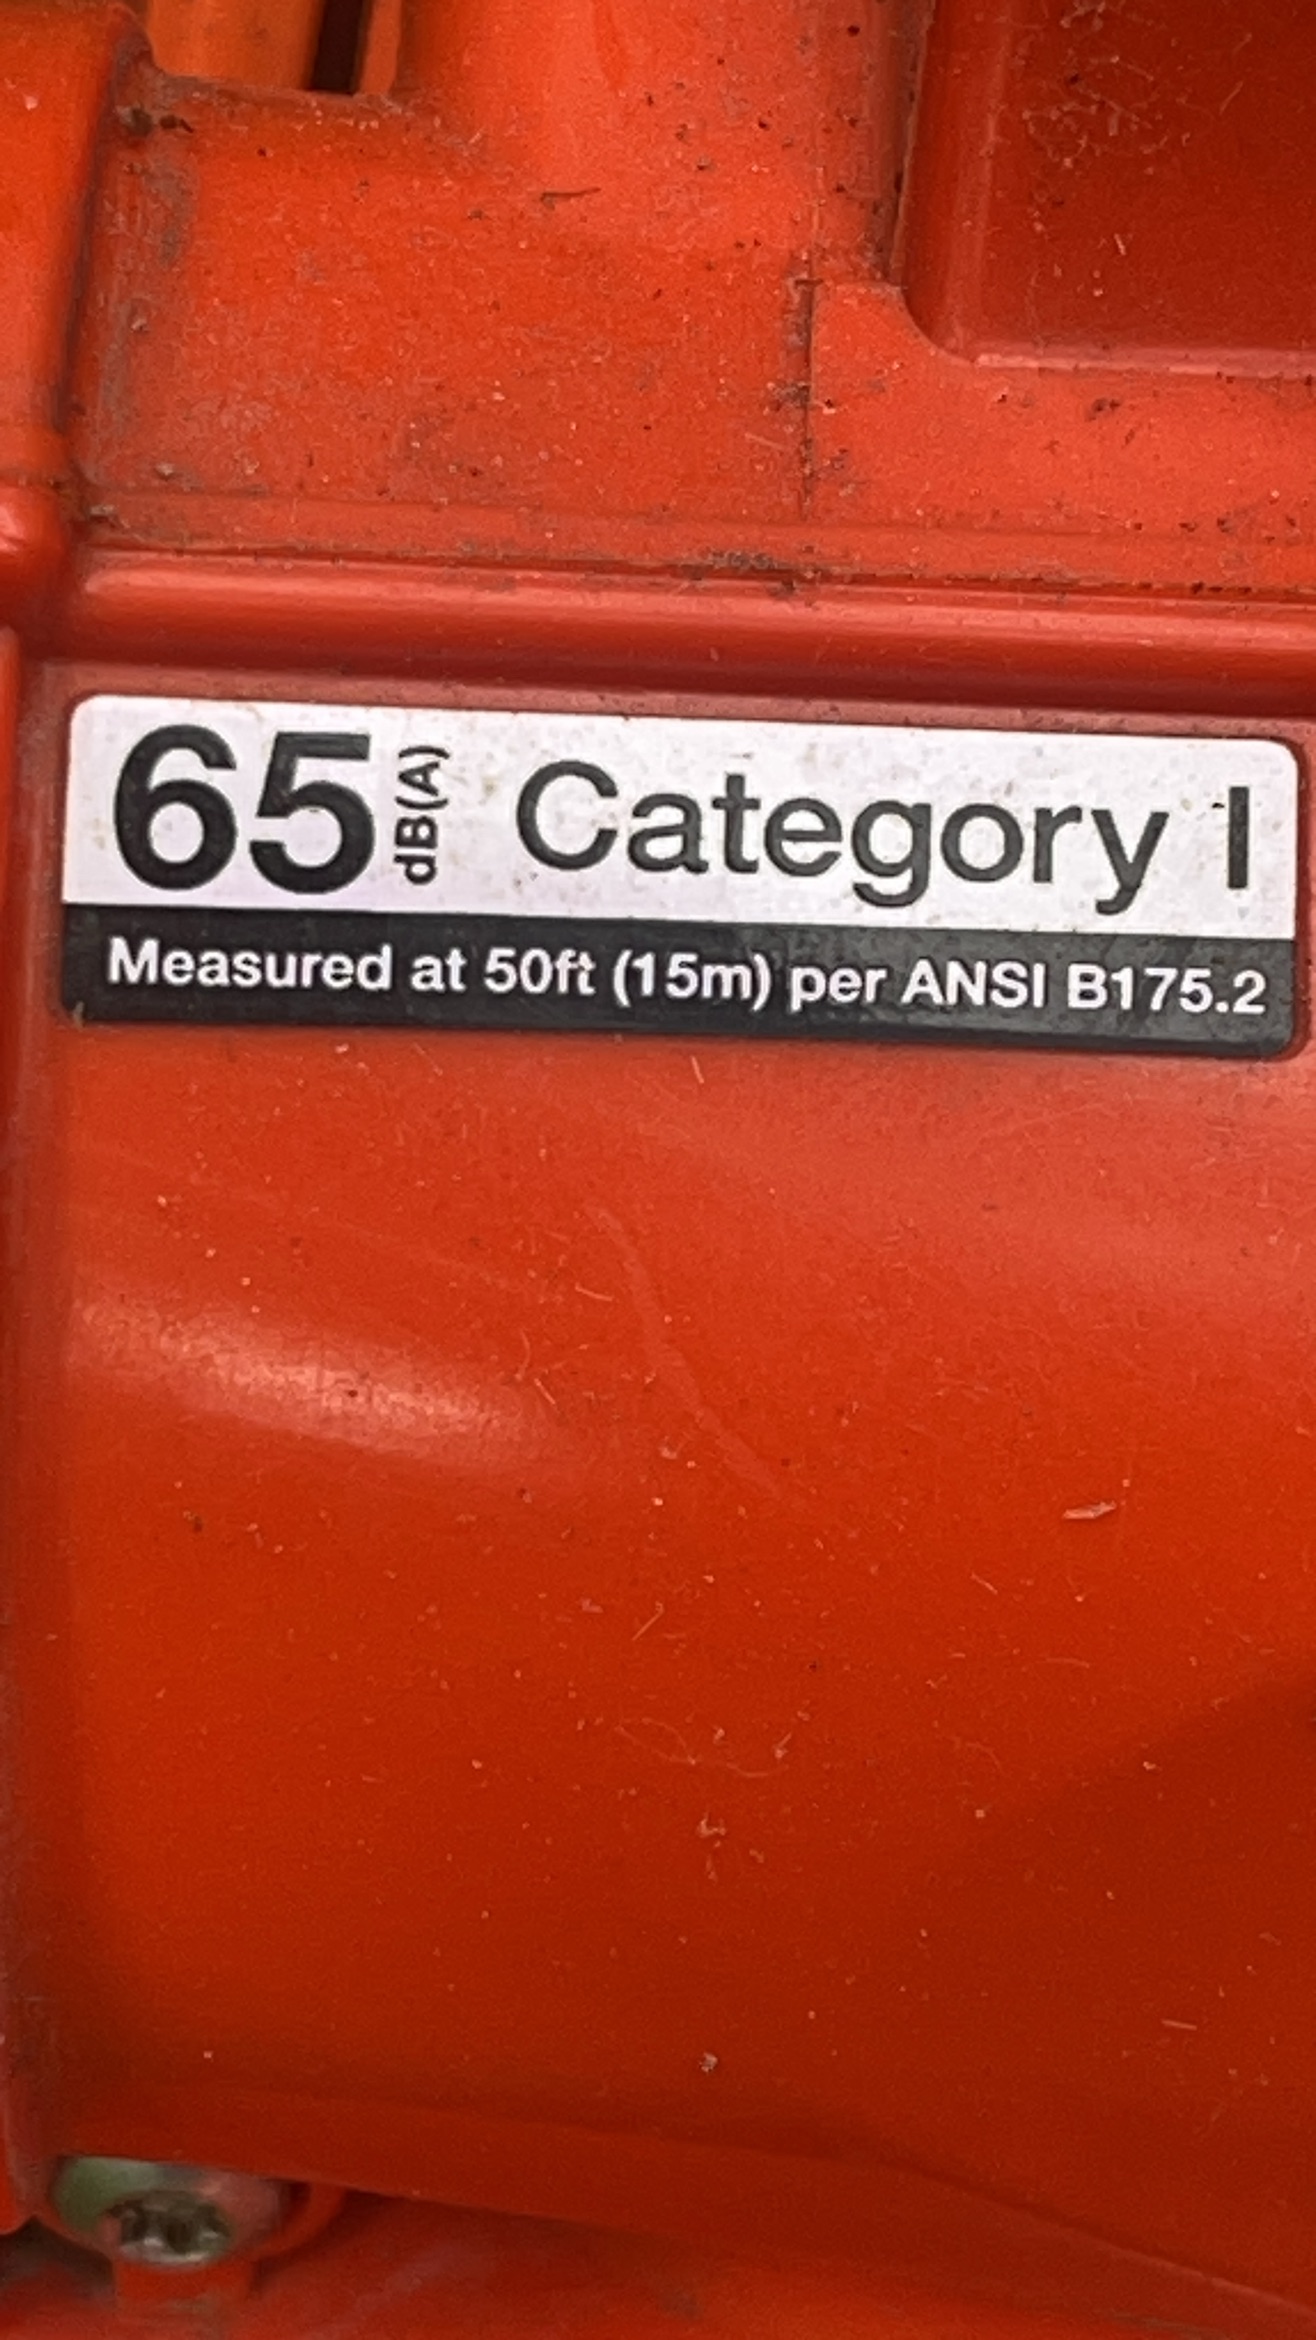 65 dB(A) Category I
Measured at 50ft (15m) per ANSI B175.2